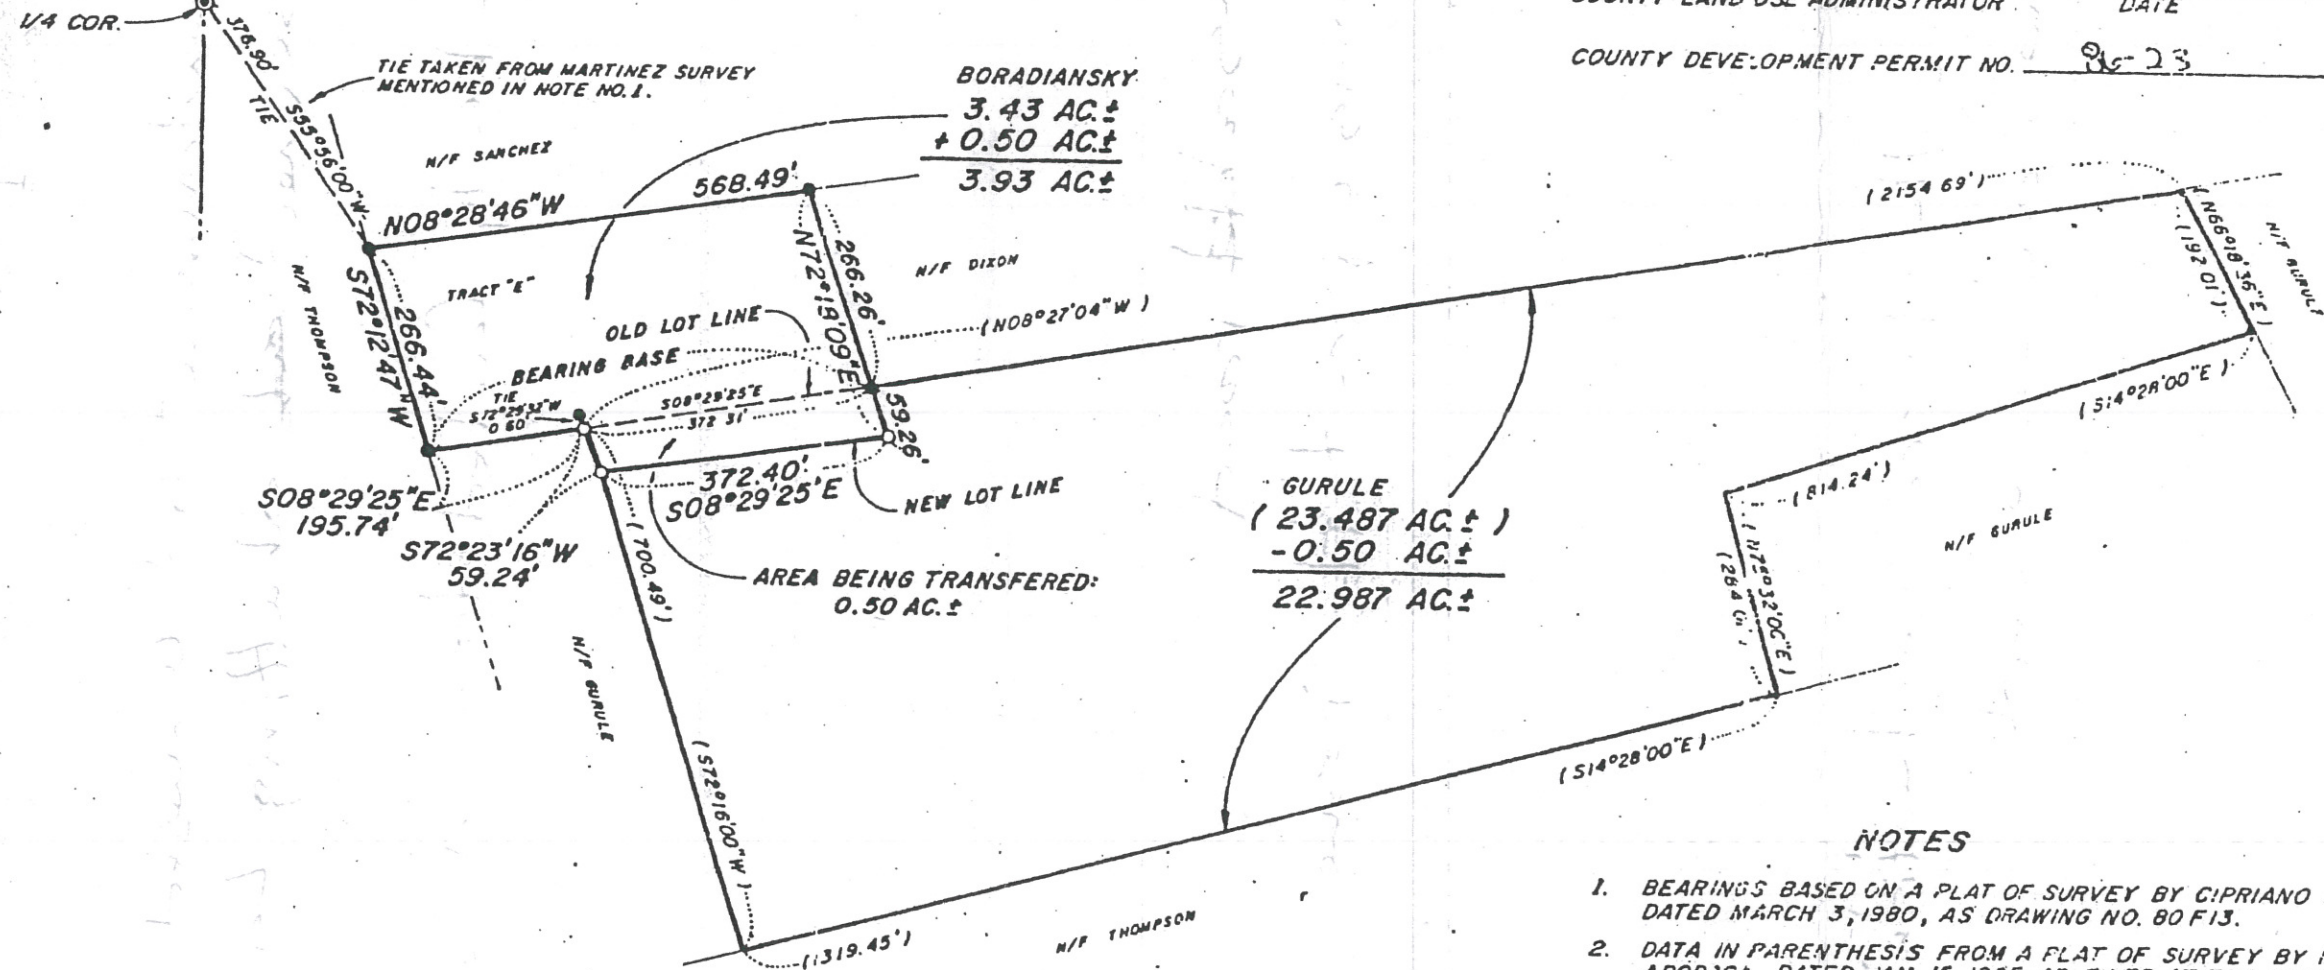 1/4 COR.
378.90'
TIE
S55°56'00"W
TIE TAKEN FROM MARTINEZ SURVEY
MENTIONED IN NOTE NO. 1.
COUNTY LAND USE ADMINISTRATOR DATE
COUNTY DEVELOPMENT PERMIT NO.
BORADIANSKY
3.43 AC.±
+ 0.50 AC.±
3.93 AC.±
N/F SANCHEZ
N08°28'46"W
568.49'
N72°18'09"E
266.26'
N/F DIXON
(N08°27'04"W)
(2154.69')
N66°18'36"E)
(192.01')
N/F GURULE
N/F THOMPSON
S72°12'47"W
266.44'
TRACT "E"
OLD LOT LINE
BEARING BASE
TIE
0.60'
S08°29'25"E
372.31'
59.26'
372.40'
S08°29'25"E
NEW LOT LINE
S08°29'25"E
195.74'
S72°23'16"W
59.24'
(700.49')
AREA BEING TRANSFERED:
0.50 AC.±
GURULE
(23.487 AC.±)
-0.50 AC.±
22.987 AC.±
(S14°28'00"E)
(814.24')
N/F GURULE
N/F GURULE
(S72°16'00"W)
(S14°28'00"E)
(1319.45')
N/F THOMPSON
NOTES
1. BEARINGS BASED ON A PLAT OF SURVEY BY CIPRIANO
DATED MARCH 3, 1980, AS DRAWING NO. 80 F13.
2. DATA IN PARENTHESIS FROM A PLAT OF SURVEY BY